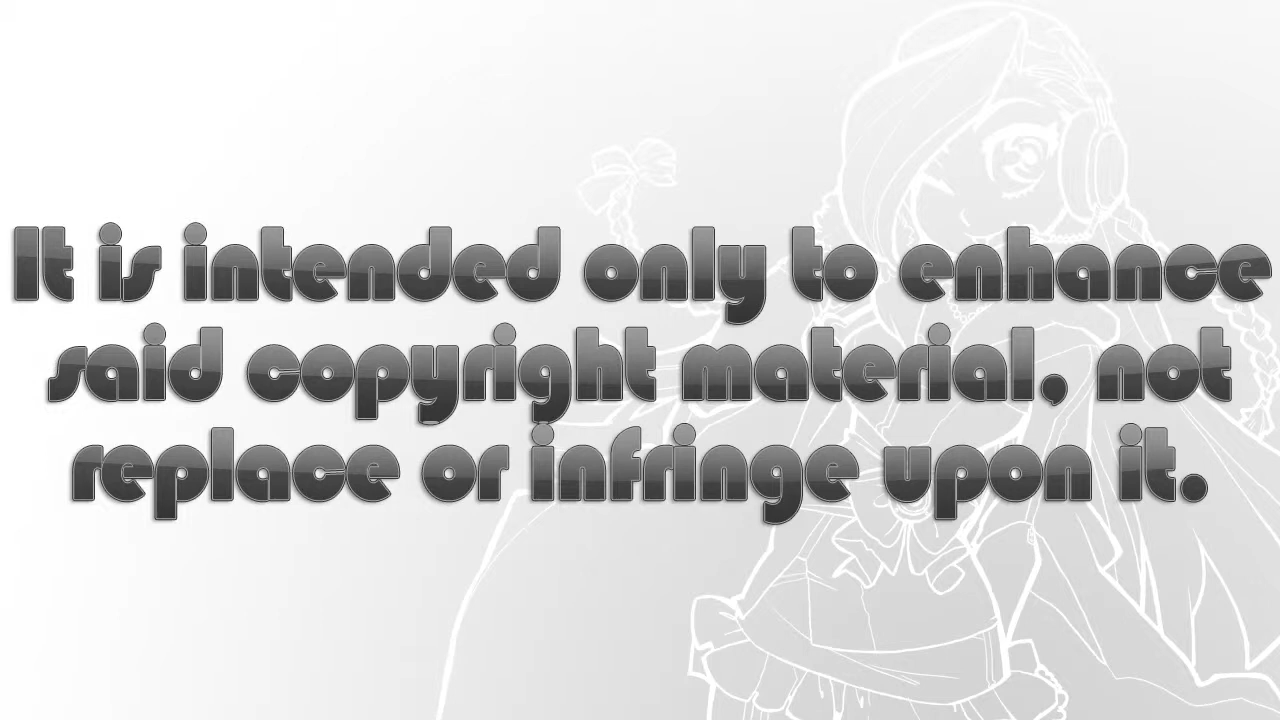 It is intended only to enhance
said copyright material, not
replace or infringe upon it.